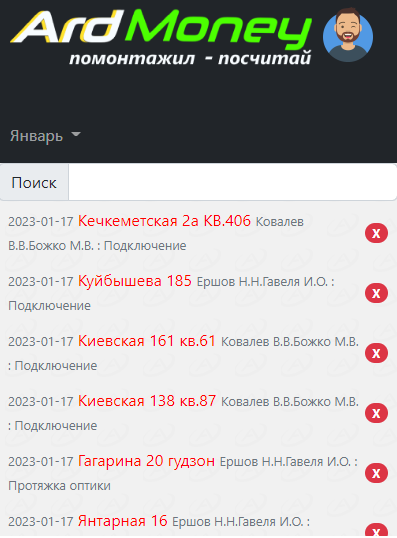 Ard Money
помонтажил - посчитай
Январь
Поиск
2023-01-17 Кечкеметская 2а КВ.406 Ковалев
В.В.Божко М.В. : Подключение
x
2023-01-17 Куйбышева 185 Ершов Н.Н.Гавеля И.О. :
Подключение
x
2023-01-17 Киевская 161 кв.61 Ковалев В.В.Божко М.В.
: Подключение
x
2023-01-17 Киевская 138 кв.87 Ковалев В.В.Божко М.В.
: Подключение
x
2023-01-17 Гагарина 20 гудзон Ершов Н.Н.Гавеля И.О. :
Протяжка оптики
x
2023-01-17 Янтарная 16 Ершов Н.Н.Гавеля И.О. :
x